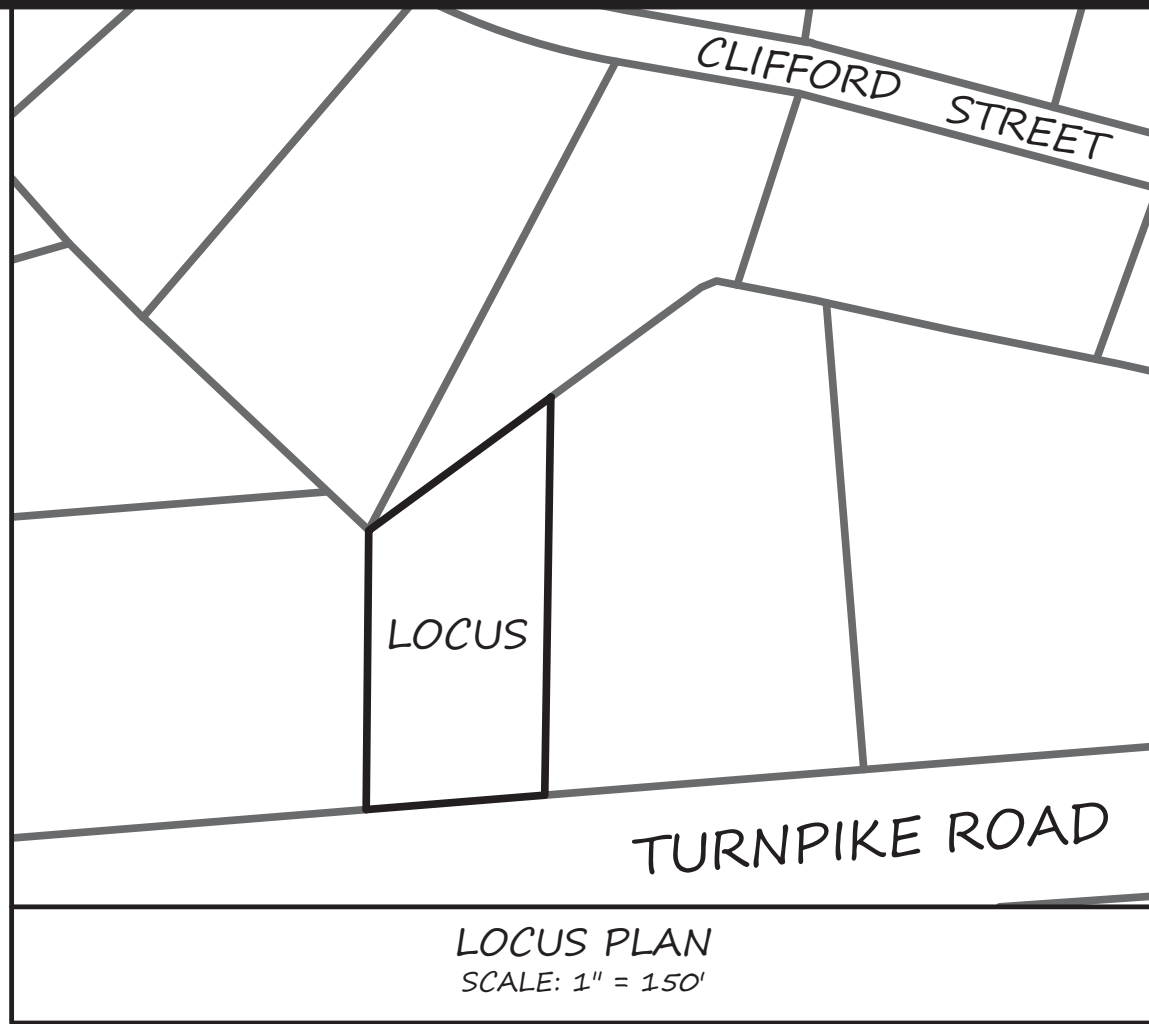 CLIFFORD STREET
LOCUS
TURNPIKE ROAD
LOCUS PLAN
SCALE: 1" = 150'